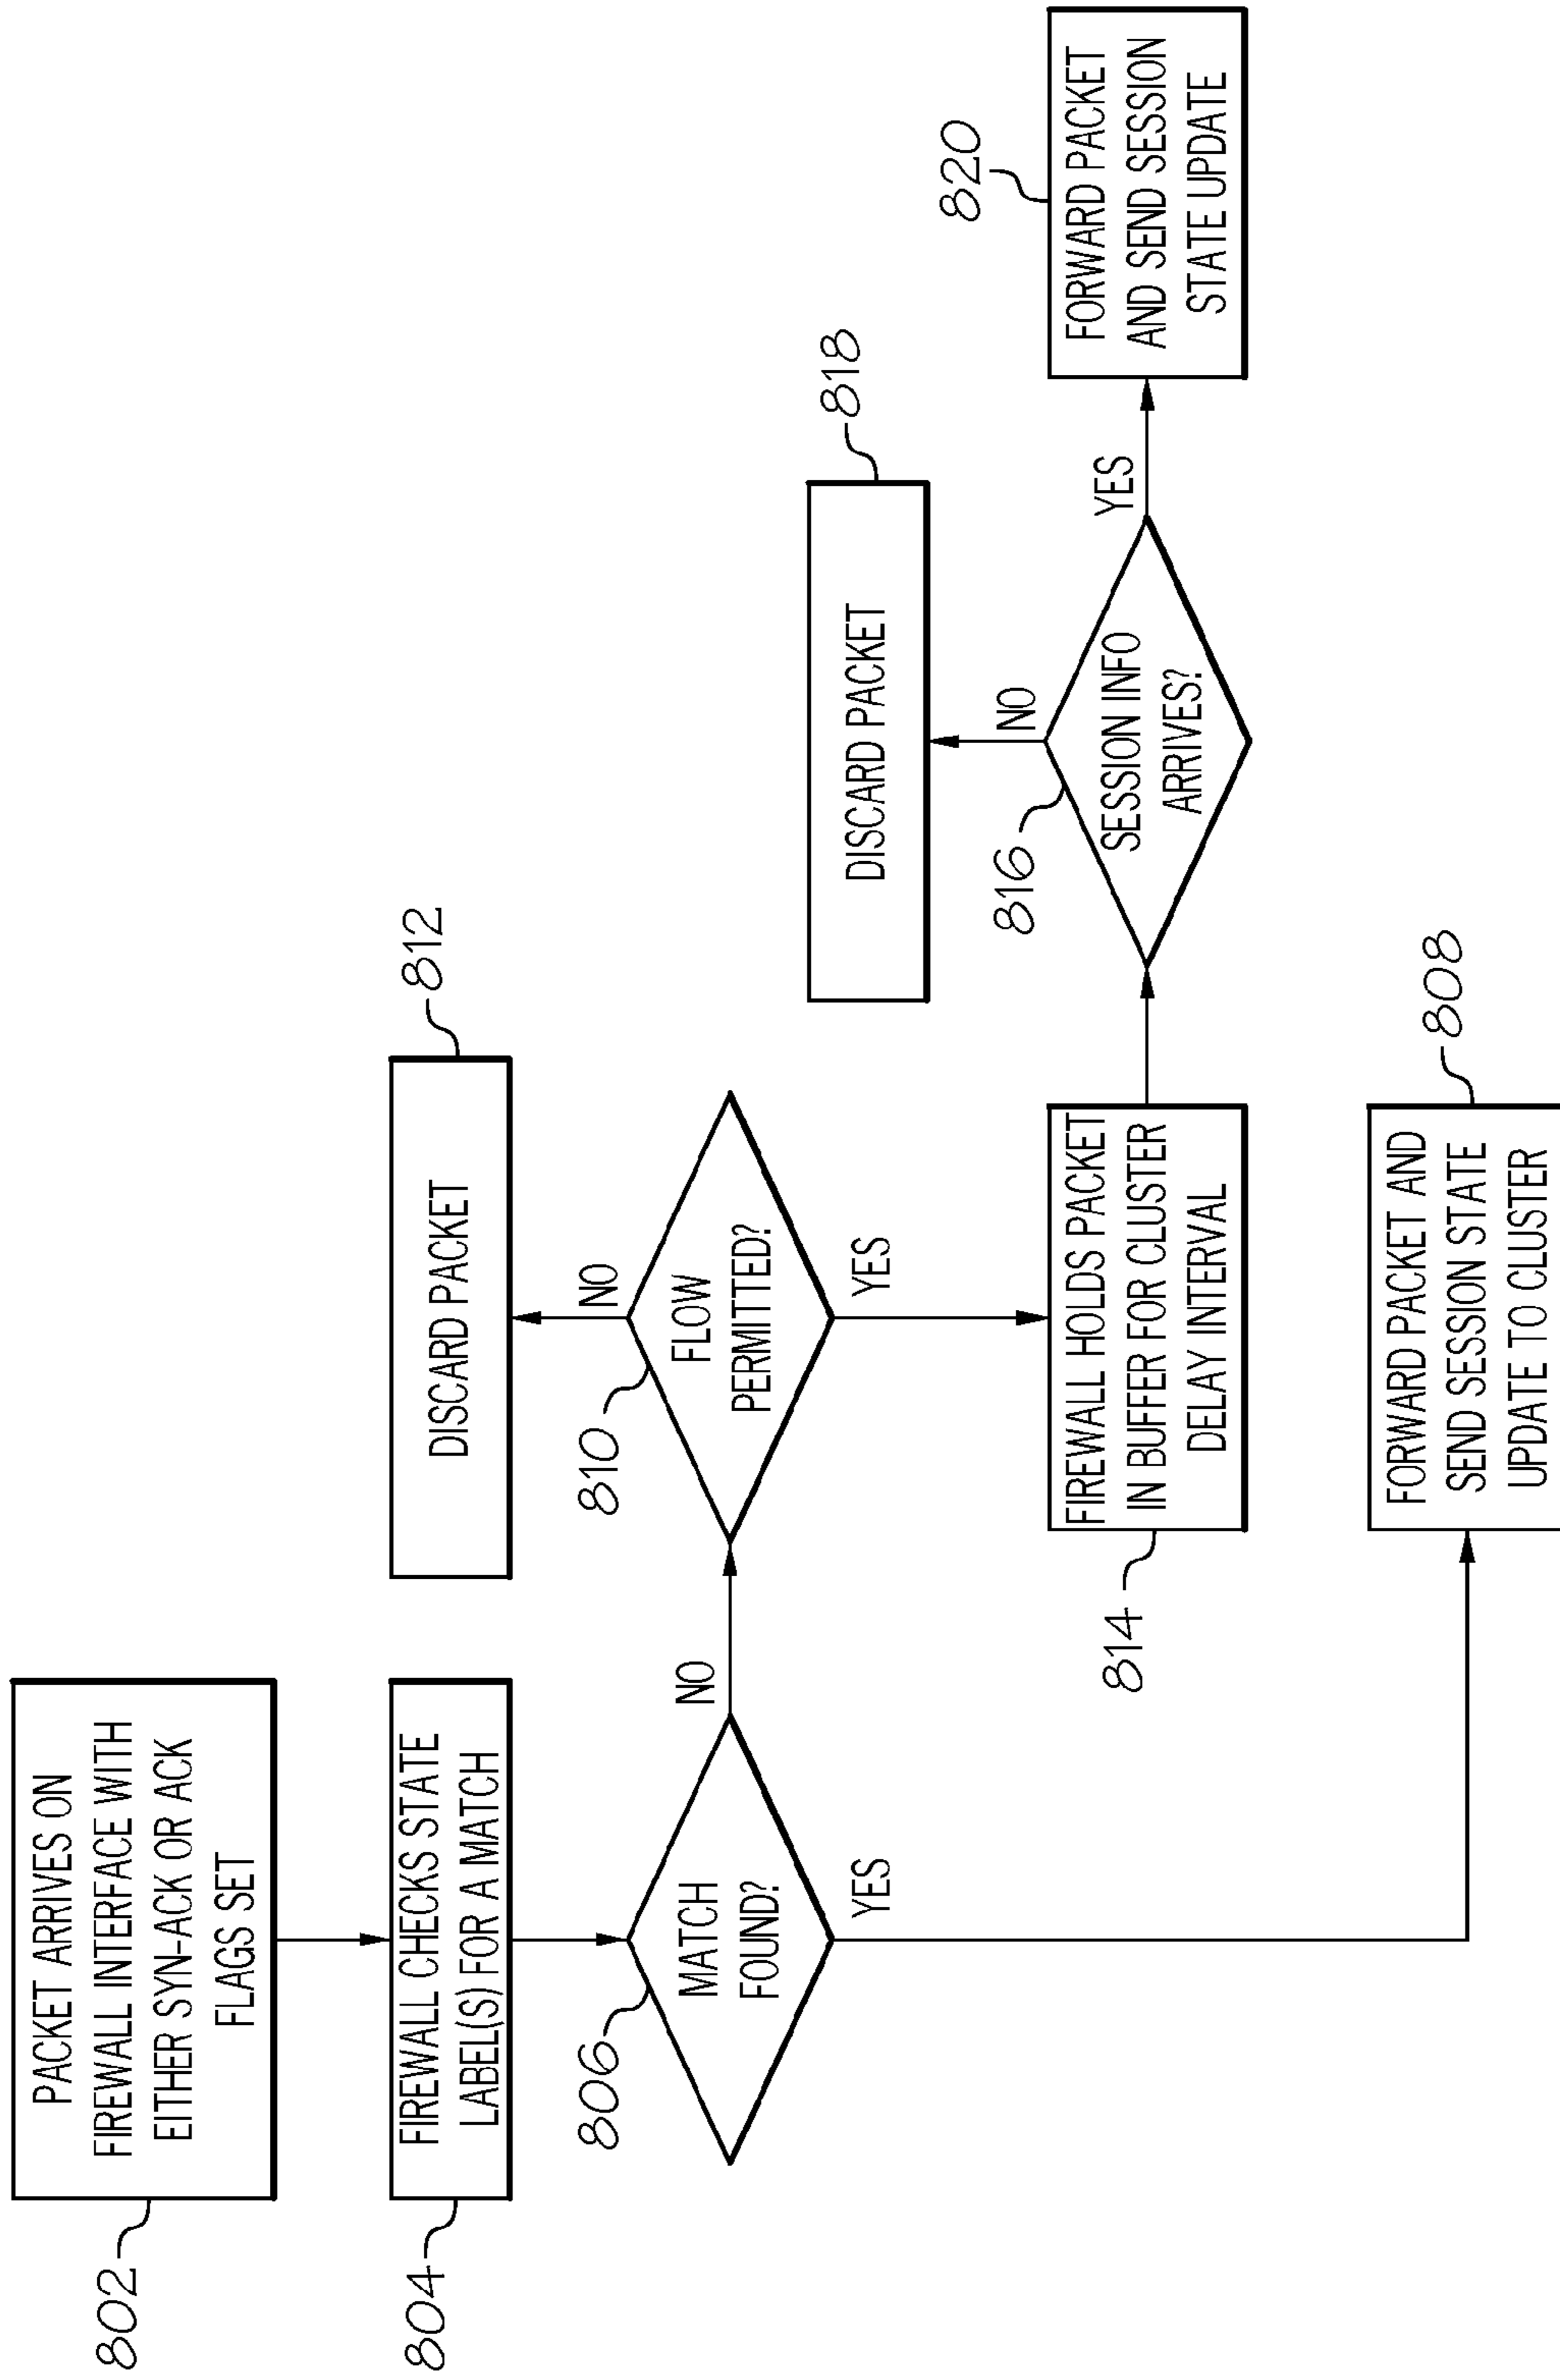 802
PACKET ARRIVES ON
FIREWALL INTERFACE WITH
EITHER SYN-ACK OR ACK
FLAGS SET
804
FIREWALL CHECKS STATE
LABEL(S) FOR A MATCH
806
MATCH
FOUND?
NO
YES
810
FLOW
PERMITTED?
NO
YES
812
DISCARD PACKET
814
FIREWALL HOLDS PACKET
IN BUFFER FOR CLUSTER
DELAY INTERVAL
808
FORWARD PACKET AND
SEND SESSION STATE
UPDATE TO CLUSTER
816
SESSION INFO
ARRIVES?
NO
YES
818
DISCARD PACKET
820
FORWARD PACKET
AND SEND SESSION
STATE UPDATE